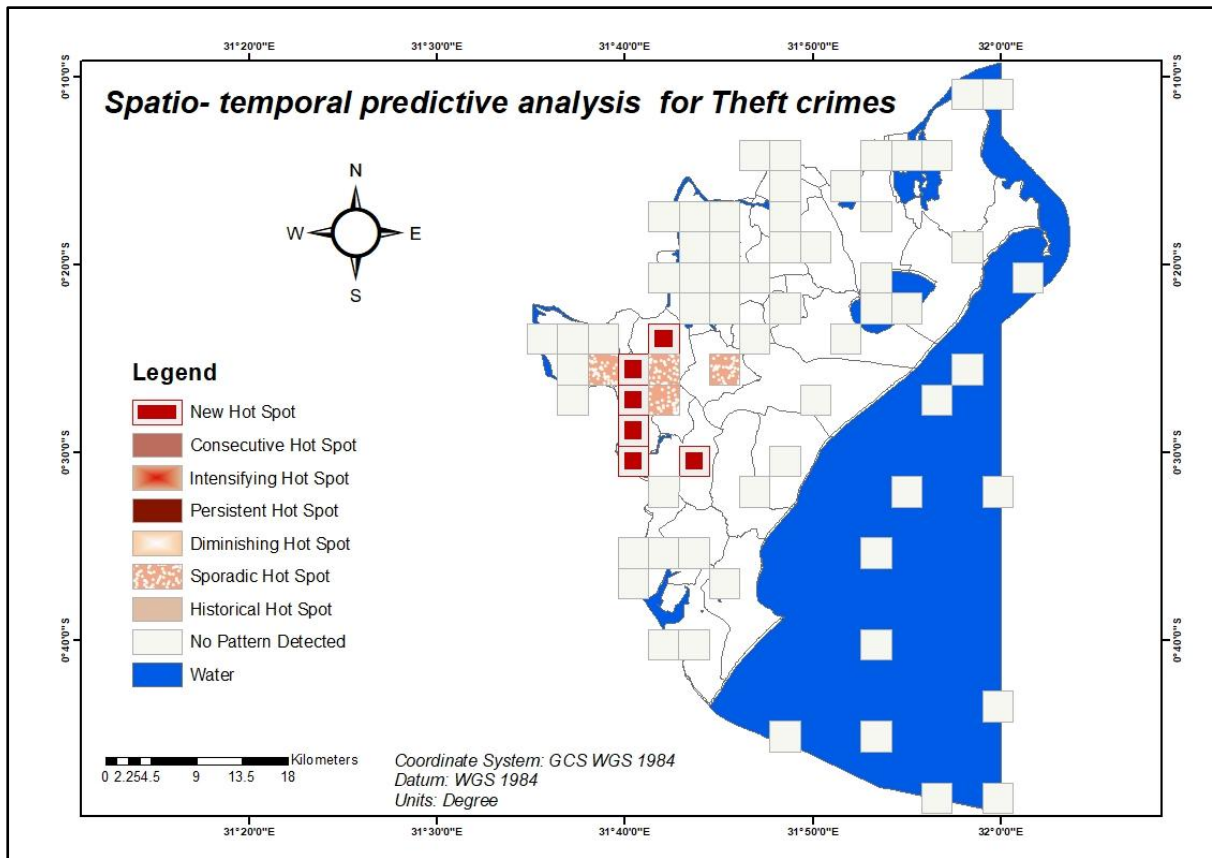 31°20'0"E 31°30'0"E 31°40'0"E 31°50'0"E 32°0'0"E
0°10'0"S 0°10'0"S
Spatio- temporal predictive analysis for Theft crimes
N
W E
S
0°20'0"S 0°20'0"S
Legend
New Hot Spot
Consecutive Hot Spot
Intensifying Hot Spot
Persistent Hot Spot
Diminishing Hot Spot
Sporadic Hot Spot
Historical Hot Spot
No Pattern Detected
Water
0°30'0"S 0°30'0"S
0°40'0"S 0°40'0"S
Kilometers
0 2.254.5 9 13.5 18
Coordinate System: GCS WGS 1984
Datum: WGS 1984
Units: Degree
31°20'0"E 31°30'0"E 31°40'0"E 31°50'0"E 32°0'0"E